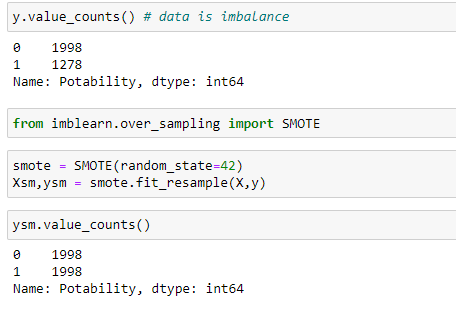 y.value_counts() # data is imbalance
0    1998
1    1278
Name: Potability, dtype: int64
from imblearn.over_sampling import SMOTE
smote = SMOTE(random_state=42)
Xsm,ysm = smote.fit_resample(X,y)
ysm.value_counts()
0    1998
1    1998
Name: Potability, dtype: int64